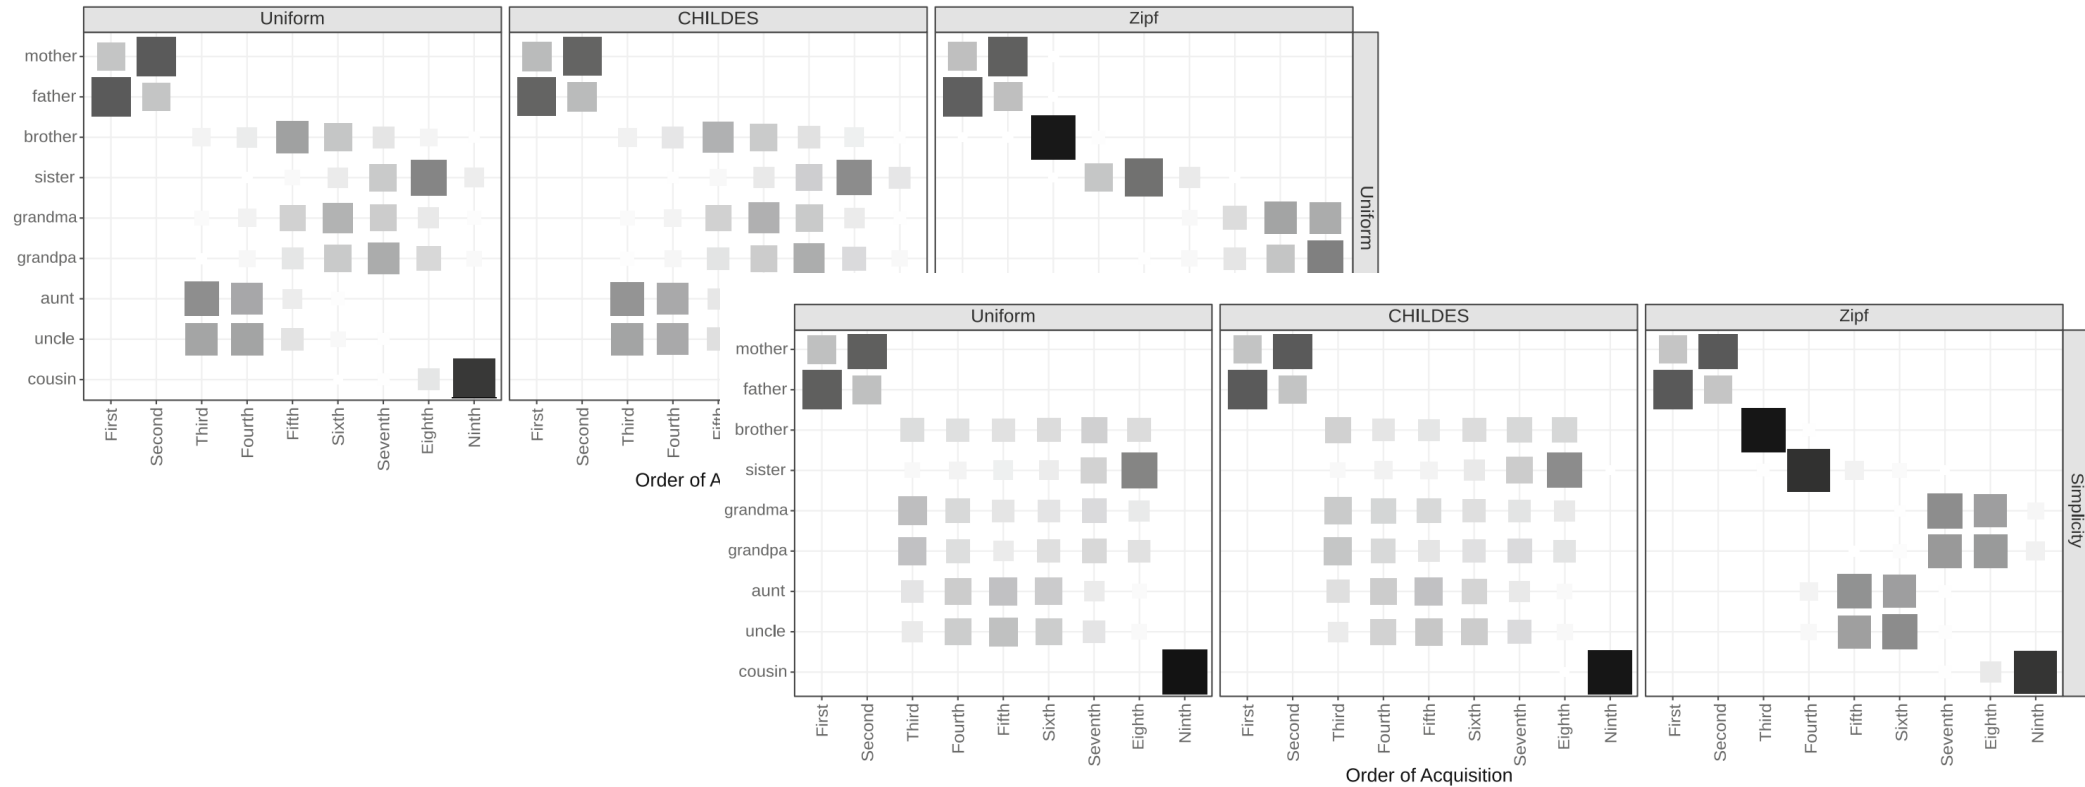 Uniform CHILDES Zipf
mother
father
brother
sister
grandma
grandpa
aunt
uncle
cousin
Uniform
First Second Third Fourth Fifth Sixth Seventh Eighth Ninth
First Second Third Fourth
Order of A
Uniform CHILDES Zipf
mother
father
brother
sister
grandma
grandpa
aunt
uncle
cousin
Simplicity
First Second Third Fourth Fifth Sixth Seventh Eighth Ninth
First Second Third Fourth Fifth Sixth Seventh Eighth Ninth
First Second Third Fourth Fifth Sixth Seventh Eighth Ninth
Order of Acquisition